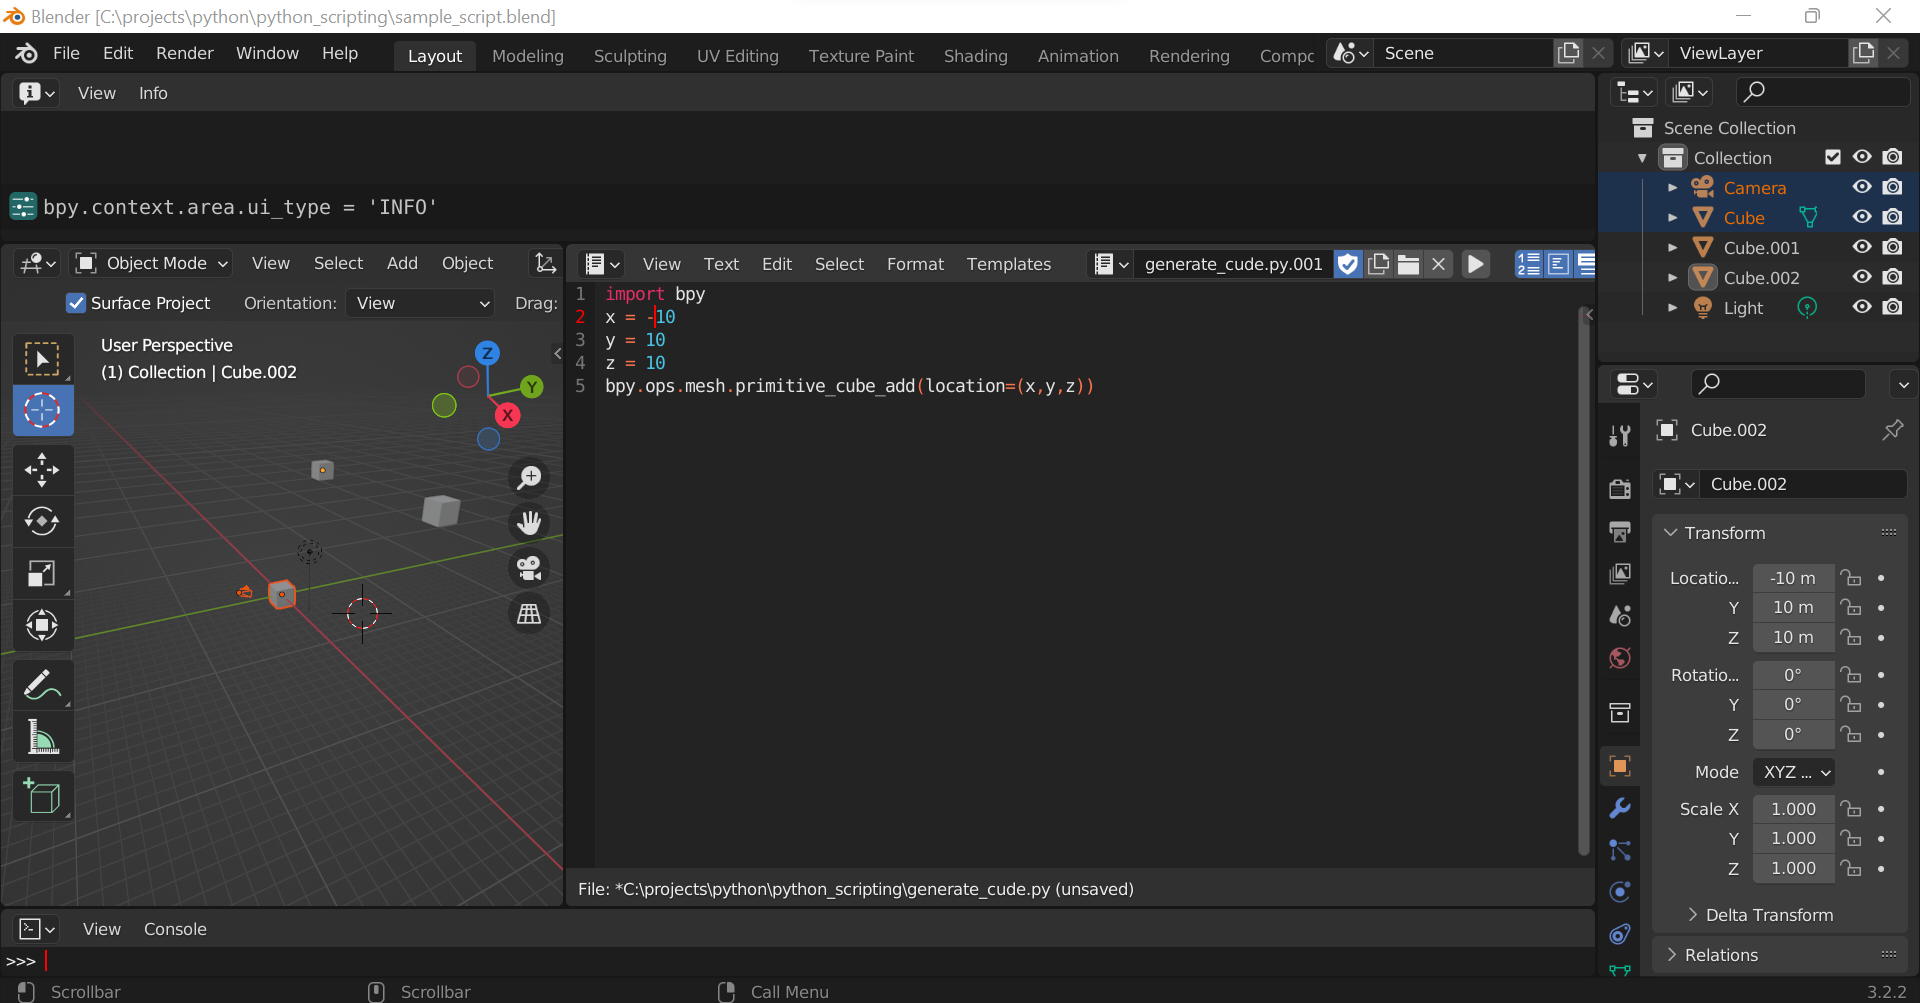 Blender [C:\projects\python\python_scripting\sample_script.blend]
File Edit Render Window Help Layout Modeling Sculpting UV Editing Texture Paint Shading Animation Rendering Compc Scene ViewLayer
View Info
bpy.context.area.ui_type = 'INFO'
Scene Collection
Collection
Camera
Cube
Cube.001
Cube.002
Light
Object Mode View Select Add Object
Surface Project Orientation: View Drag:
User Perspective
(1) Collection | Cube.002
Z
Y
X
View Text Edit Select Format Templates generate_cude.py.001
1 import bpy
2 x = -10
3 y = 10
4 z = 10
5 bpy.ops.mesh.primitive_cube_add(location=(x,y,z))
File: *C:\projects\python\python_scripting\generate_cude.py (unsaved)
Cube.002
Cube.002
Transform
Locatio... -10 m
Y 10 m
Z 10 m
Rotatio... 0°
Y 0°
Z 0°
Mode XYZ ...
Scale X 1.000
Y 1.000
Z 1.000
Delta Transform
Relations
View Console
>>>
Scrollbar Scrollbar Call Menu 3.2.2